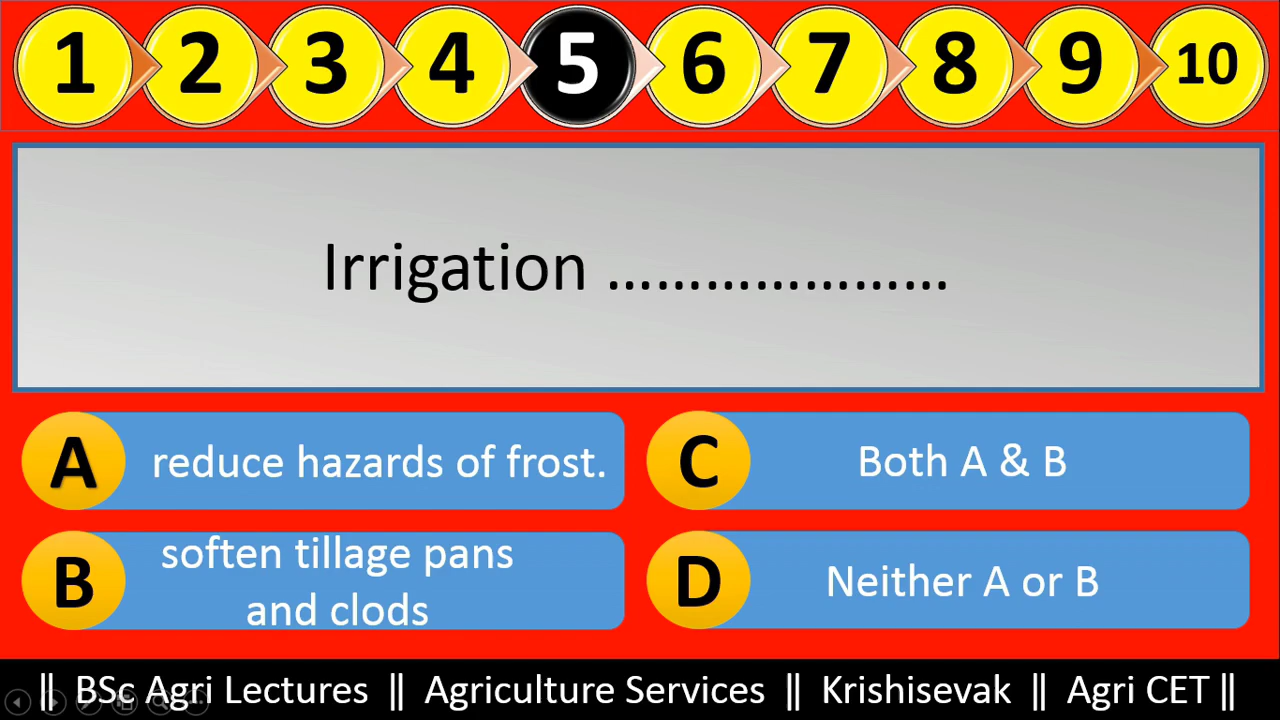 1 2 3 4 5 6 7 8 9 10
Irrigation .....................
A reduce hazards of frost.
C Both A & B
B soften tillage pans
and clods
D Neither A or B
|| BSc Agri Lectures || Agriculture Services || Krishisevak || Agri CET ||